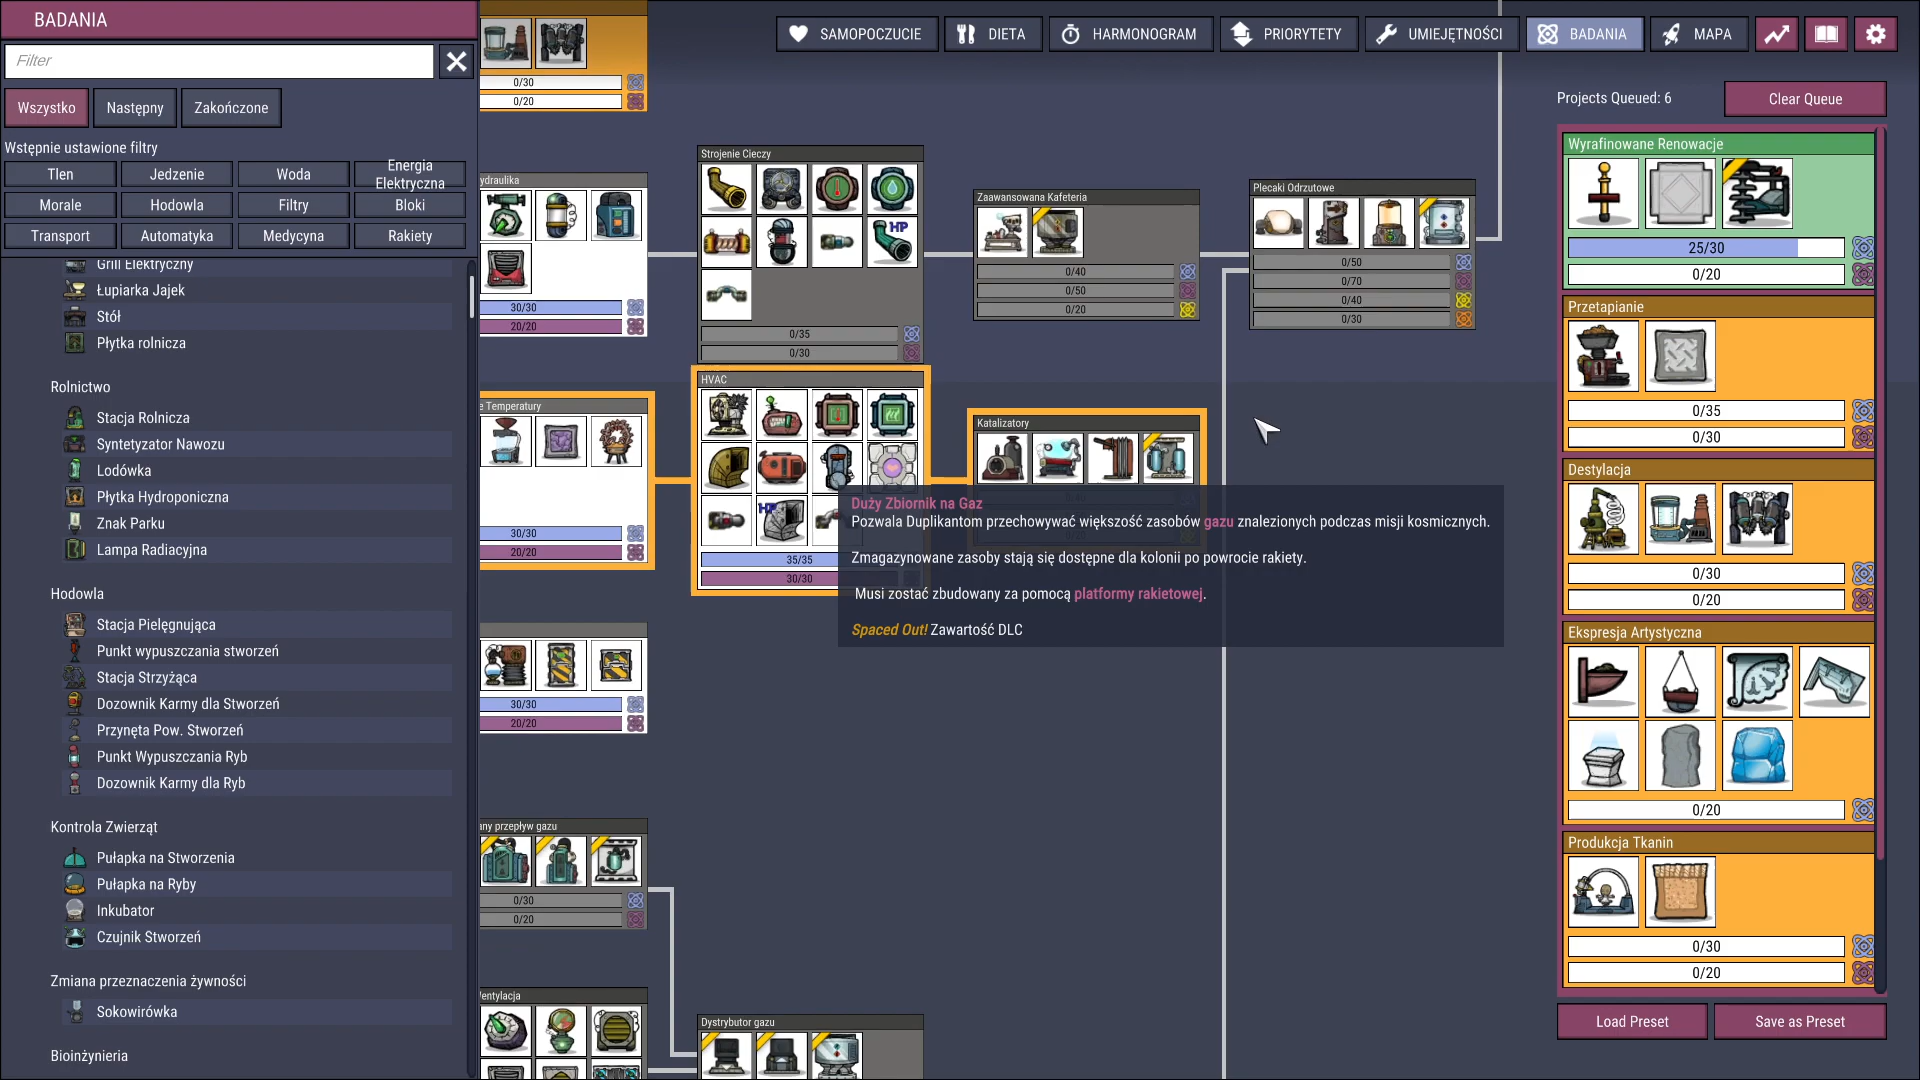 BADANIA
Filter
Wszystko
Następny
Zakończone
Wstępnie ustawione filtry
Tlen
Jedzenie
Woda
Energia
Elektryczna
Morale
Hodowla
Filtry
Bloki
Transport
Automatyka
Medycyna
Rakiety
Grill Elektryczny
Łupiarka Jajek
Stół
Płytka rolnicza
Rolnictwo
Stacja Rolnicza
Syntetyzator Nawozu
Lodówka
Płytka Hydroponiczna
Znak Parku
Lampa Radiacyjna
Hodowla
Stacja Pielęgnująca
Punkt wypuszczania stworzeń
Stacja Strzyżąca
Dozownik Karmy dla Stworzeń
Przynęta Pow. Stworzeń
Punkt Wypuszczania Ryb
Dozownik Karmy dla Ryb
Kontrola Zwierząt
Pułapka na Stworzenia
Pułapka na Ryby
Inkubator
Czujnik Stworzeń
Zmiana przeznaczenia żywności
Sokowirówka
Bioinżynieria
SAMOPOCZUCIE
DIETA
HARMONOGRAM
PRIORYTETY
UMIEJĘTNOŚCI
BADANIA
MAPA
0/30
0/20
ydraulika
30/30
20/20
Strojenie Cieczy
HP
0/35
0/30
Zaawansowana Kafeteria
0/40
0/50
0/20
Plecaki Odrzutowe
0/50
0/70
0/40
0/30
e Temperatury
30/30
20/20
HVAC
HP
35/35
30/30
Katalizatory
Duży Zbiornik na Gaz
Pozwala Duplikantom przechowywać większość zasobów gazu znalezionych podczas misji kosmicznych.
Zmagazynowane zasoby stają się dostępne dla kolonii po powrocie rakiety.
Musi zostać zbudowany za pomocą platformy rakietowej.
Spaced Out! Zawartość DLC
30/30
20/20
any przepływ gazu
0/30
0/20
entylacja
Dystrybutor gazu
Projects Queued: 6
Clear Queue
Wyrafinowane Renowacje
25/30
0/20
Przetapianie
0/35
0/30
Destylacja
0/30
0/20
Ekspresja Artystyczna
0/20
Produkcja Tkanin
0/30
0/20
Load Preset
Save as Preset